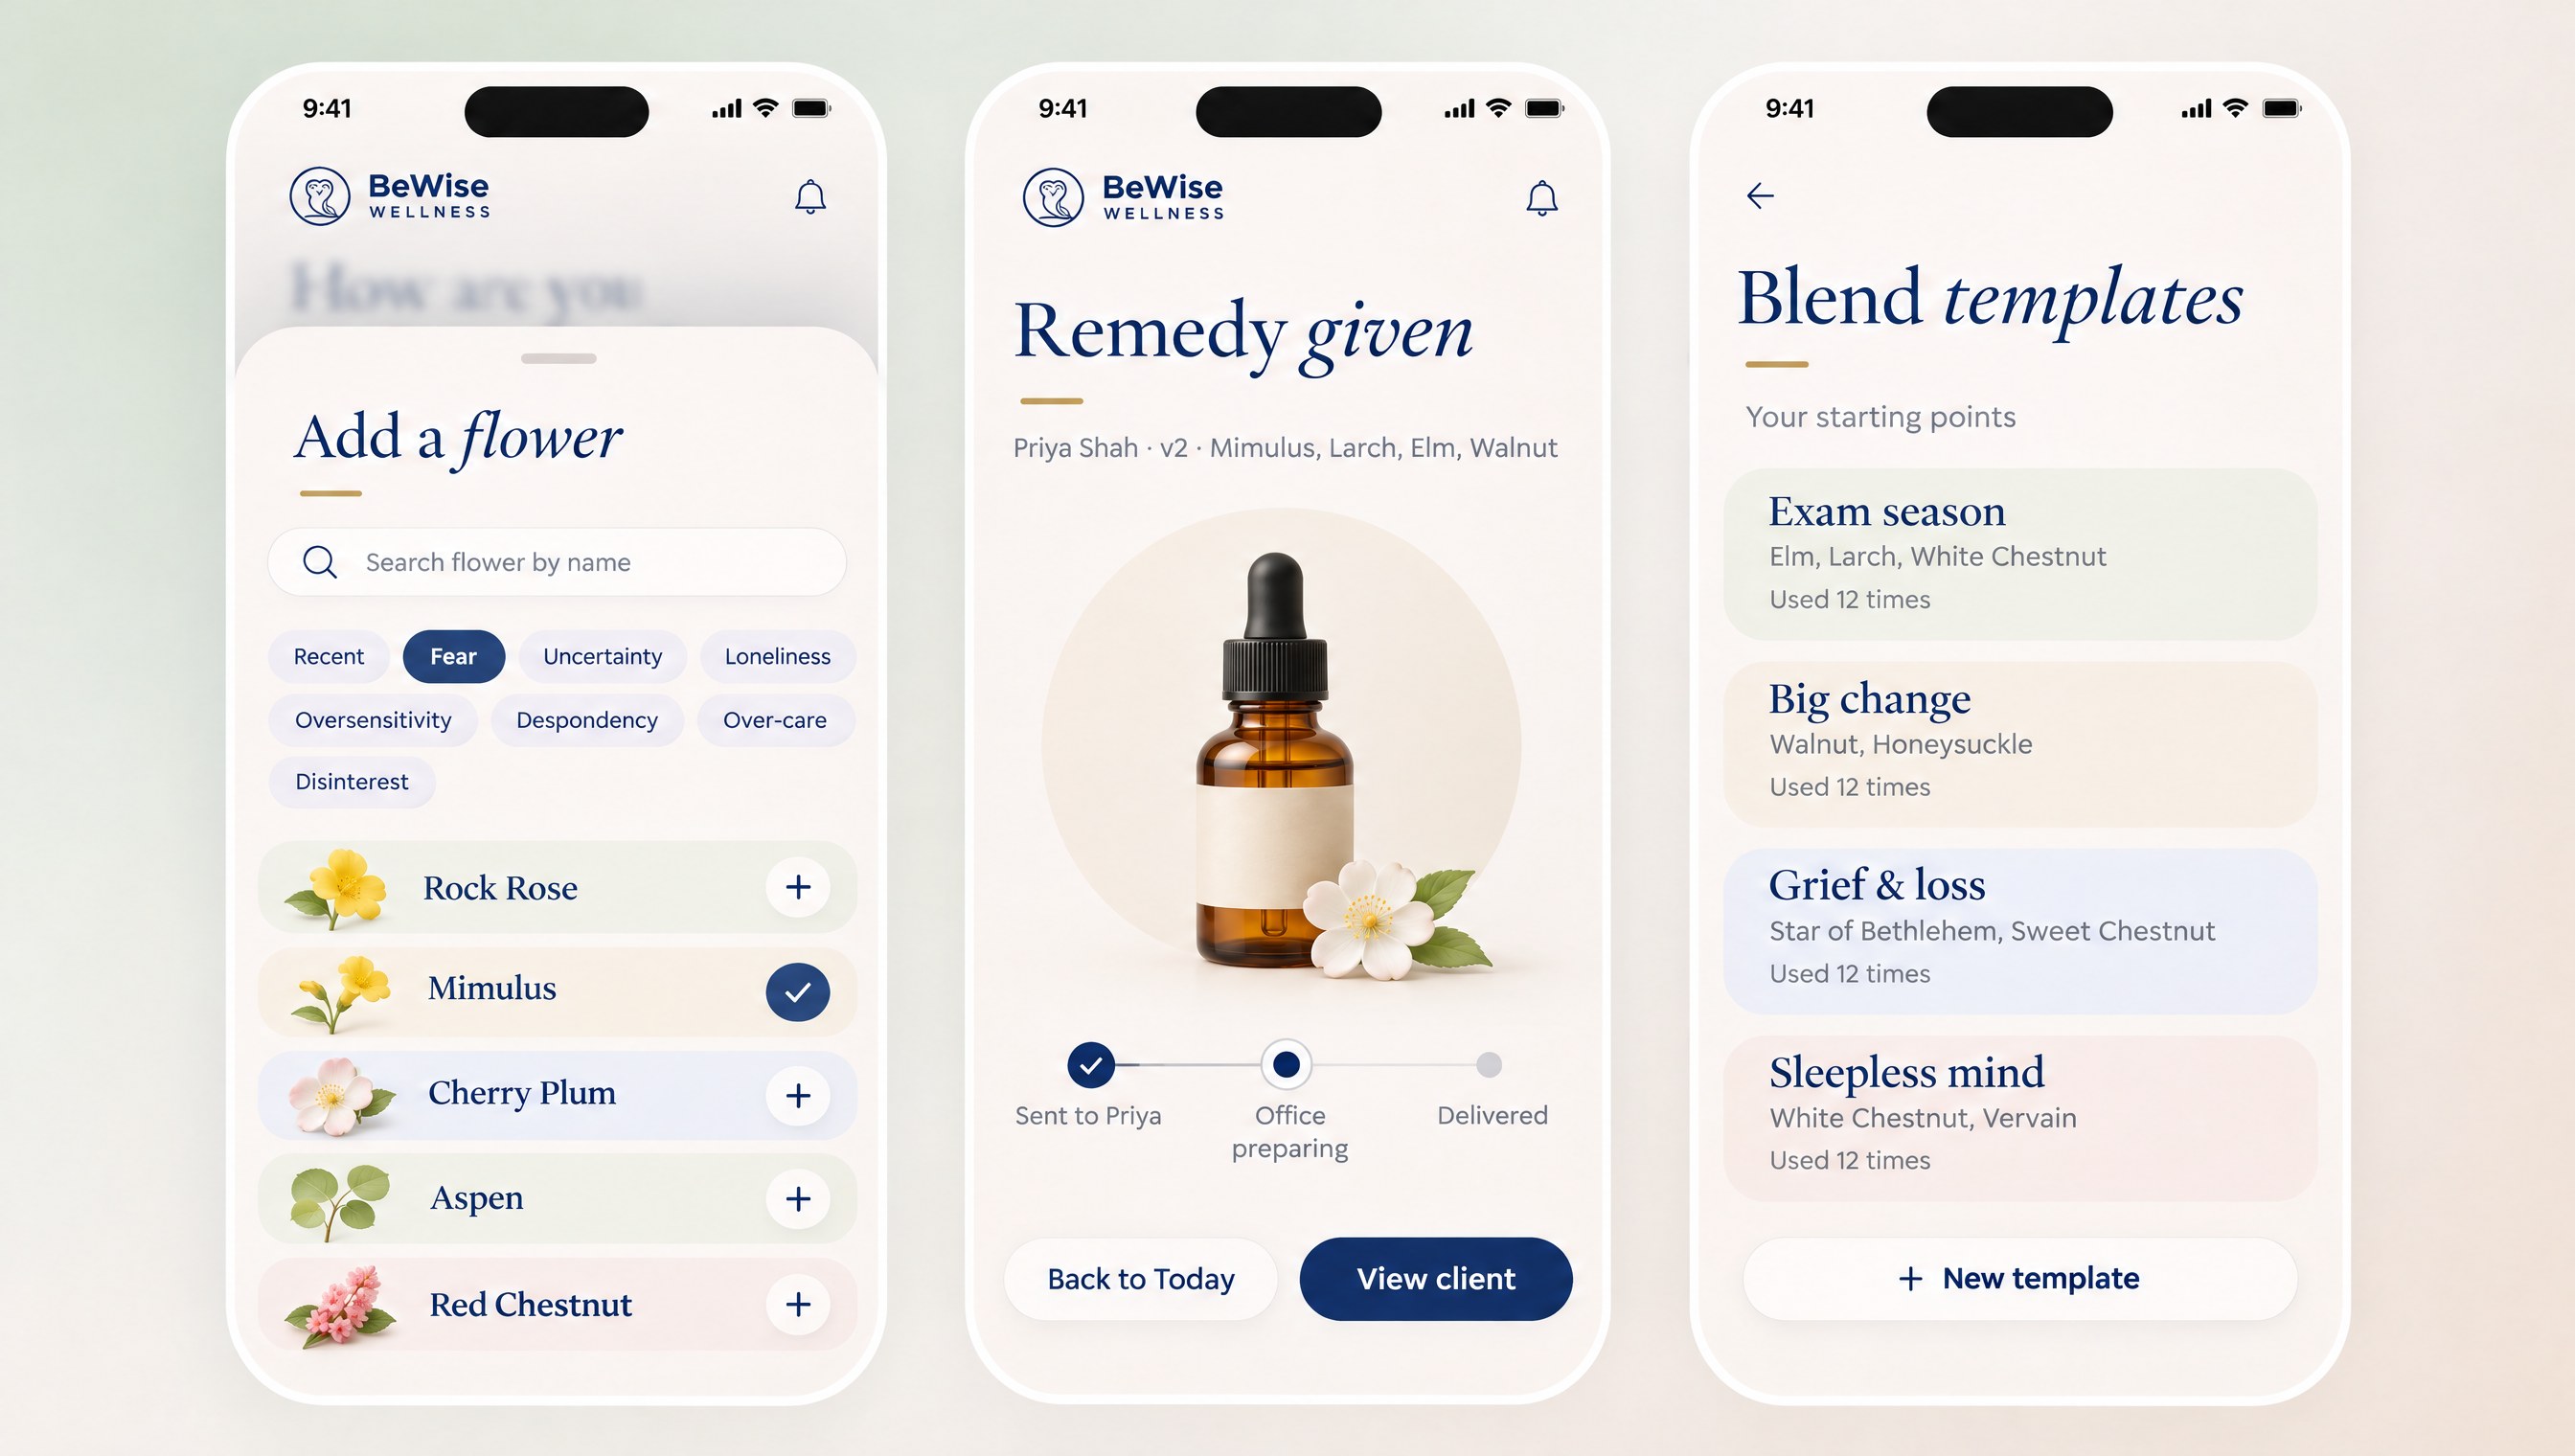 9:41
BeWise
WELLNESS
How are you
Add a flower
Search flower by name
Recent
Fear
Uncertainty
Loneliness
Oversensitivity
Despondency
Over-care
Disinterest
Rock Rose
Mimulus
Cherry Plum
Aspen
Red Chestnut
9:41
BeWise
WELLNESS
Remedy given
Priya Shah · v2 · Mimulus, Larch, Elm, Walnut
Sent to Priya
Office
preparing
Delivered
Back to Today
View client
9:41
Blend templates
Your starting points
Exam season
Elm, Larch, White Chestnut
Used 12 times
Big change
Walnut, Honeysuckle
Used 12 times
Grief & loss
Star of Bethlehem, Sweet Chestnut
Used 12 times
Sleepless mind
White Chestnut, Vervain
Used 12 times
New template